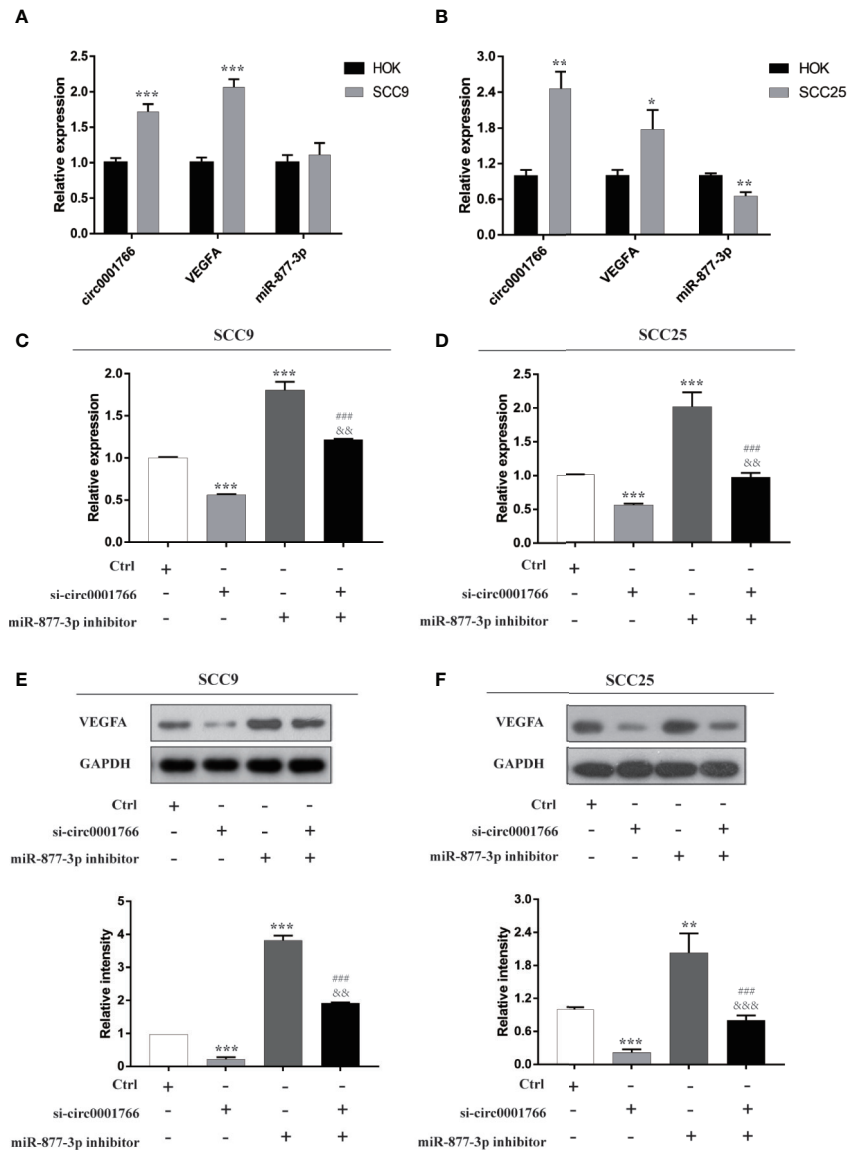 A
2.5
2.0
1.5
1.0
0.5
0.0
Relative expression
***
***
HOK
SCC9
circ0001766
VEGFA
miR-877-3p
B
3.0
2.4
1.8
1.2
0.6
0.0
Relative expression
**
*
**
HOK
SCC25
circ0001766
VEGFA
miR-877-3p
C
SCC9
2.0
1.5
1.0
0.5
0.0
Relative expression
***
***
###
&&
Ctrl + - - -
si-circ0001766 - + - +
miR-877-3p inhibitor - - + +
D
SCC25
2.5
2.0
1.5
1.0
0.5
0.0
Relative expression
***
***
###
&&
Ctrl + - - -
si-circ0001766 - + - +
miR-877-3p inhibitor - - + +
E
SCC9
VEGFA
GAPDH
Ctrl + - - -
si-circ0001766 - + - +
miR-877-3p inhibitor - - + +
5
4
3
2
1
0
Relative intensity
***
***
###
&&
Ctrl + - - -
si-circ0001766 - + - +
miR-877-3p inhibitor - - + +
F
SCC25
VEGFA
GAPDH
Ctrl + - - -
si-circ0001766 - + - +
miR-877-3p inhibitor - - + +
3.0
2.4
1.8
1.2
0.6
0.0
Relative intensity
***
**
###
&&&
Ctrl + - - -
si-circ0001766 - + - +
miR-877-3p inhibitor - - + +